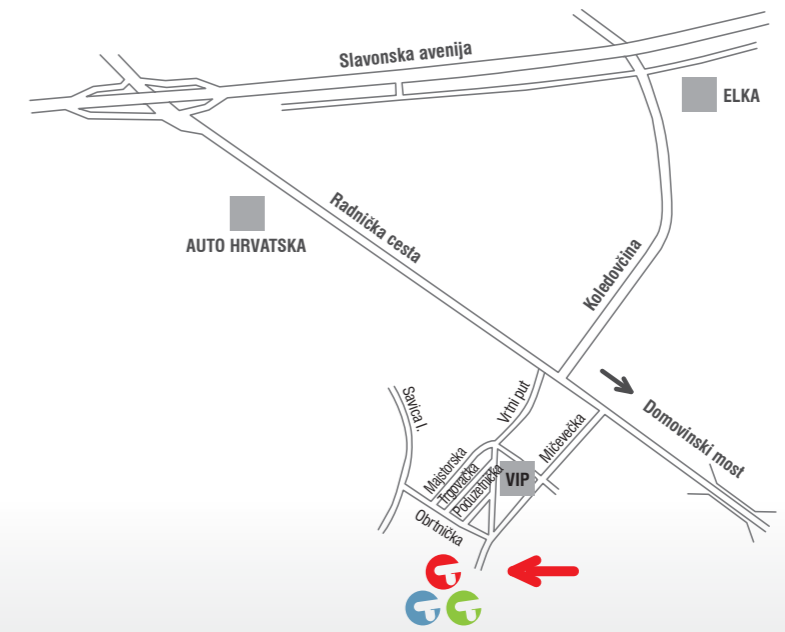 Slavonska avenija
ELKA
Radnička cesta
AUTO HRVATSKA
Koledovčina
Domovinski most
Savica I.
Vrtni put
Mičevečka
Majstorska
Trgovačka
Poduzetnička
VIP
Obrtnička